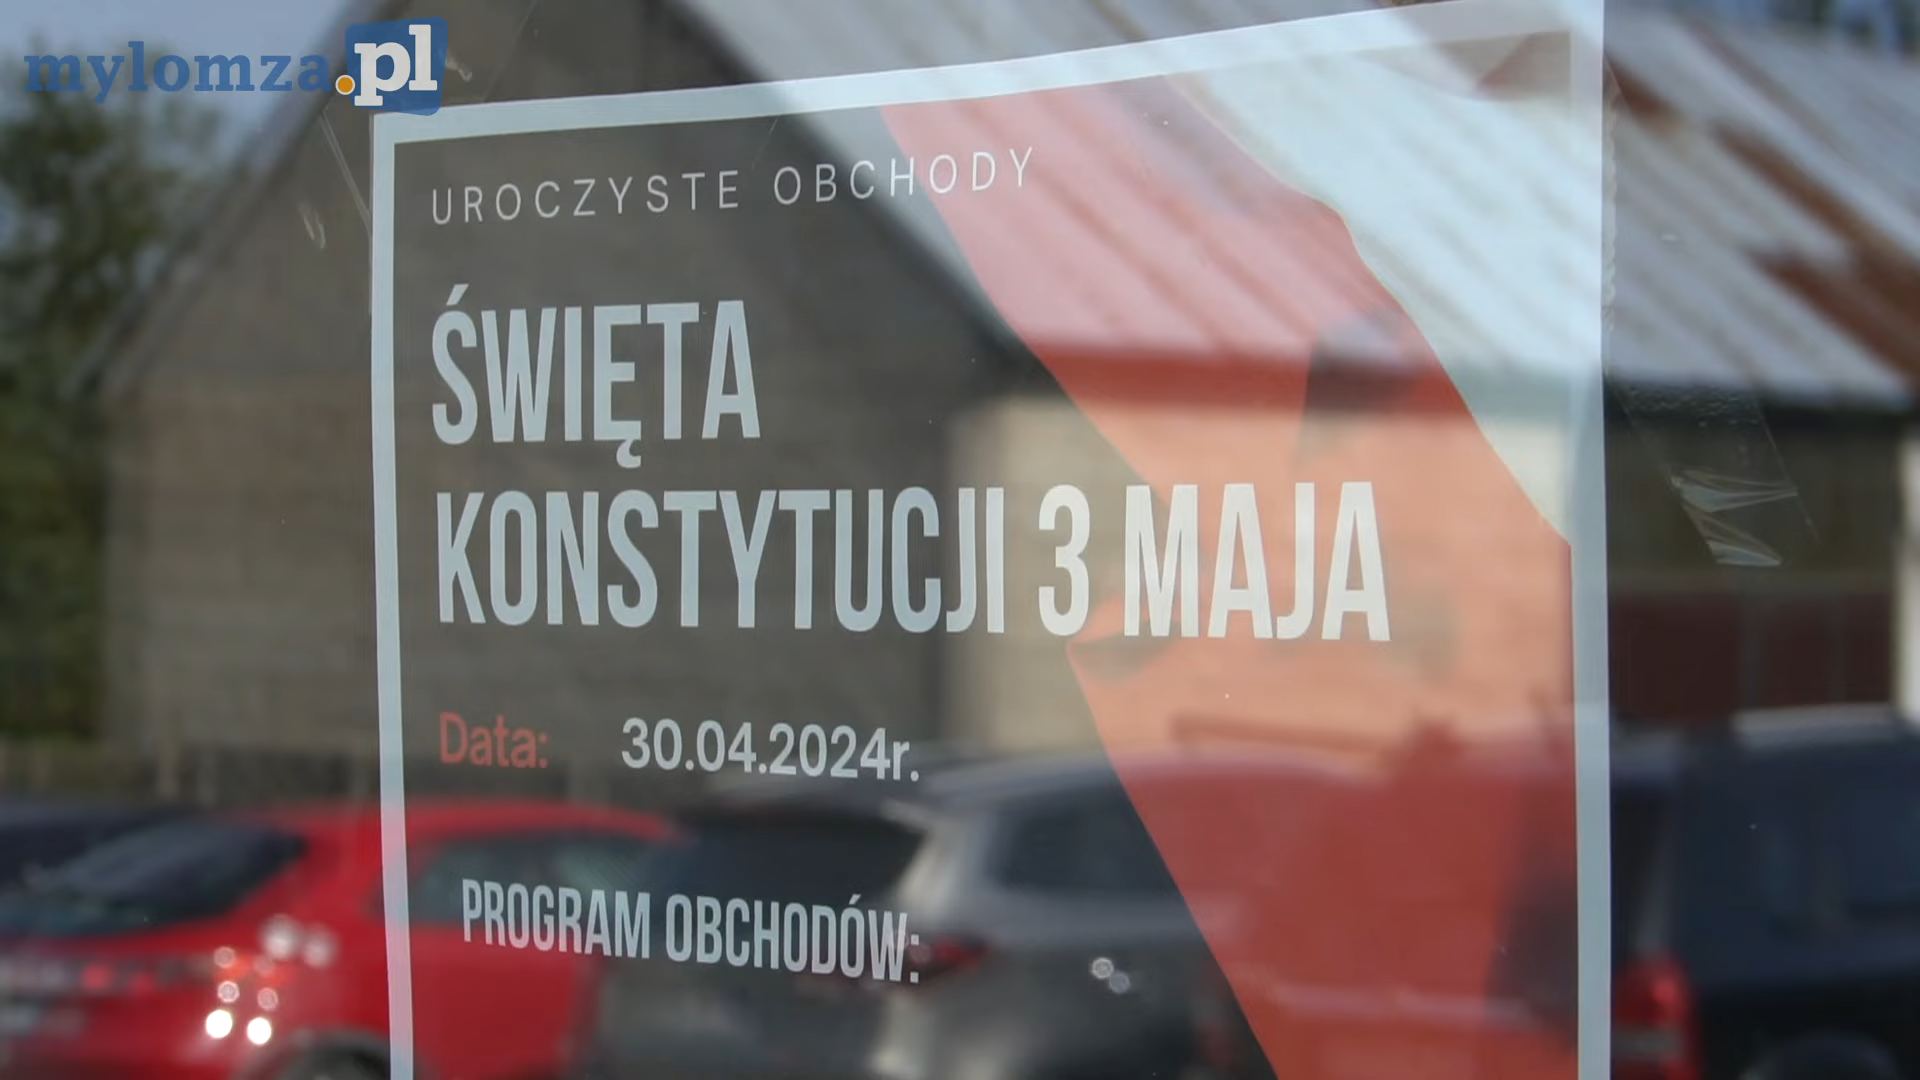 mylomza.pl
UROCZYSTE OBCHODY
ŚWIĘTA
KONSTYTUCJI 3 MAJA
Data: 30.04.2024r.
PROGRAM OBCHODÓW: